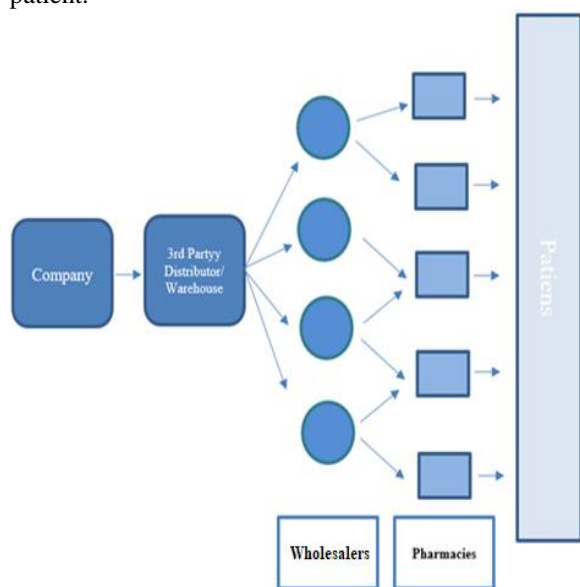 patient.
Company
3rd Partyy
Distributor/
Warehouse
Patiens
Wholesalers
Pharmacies